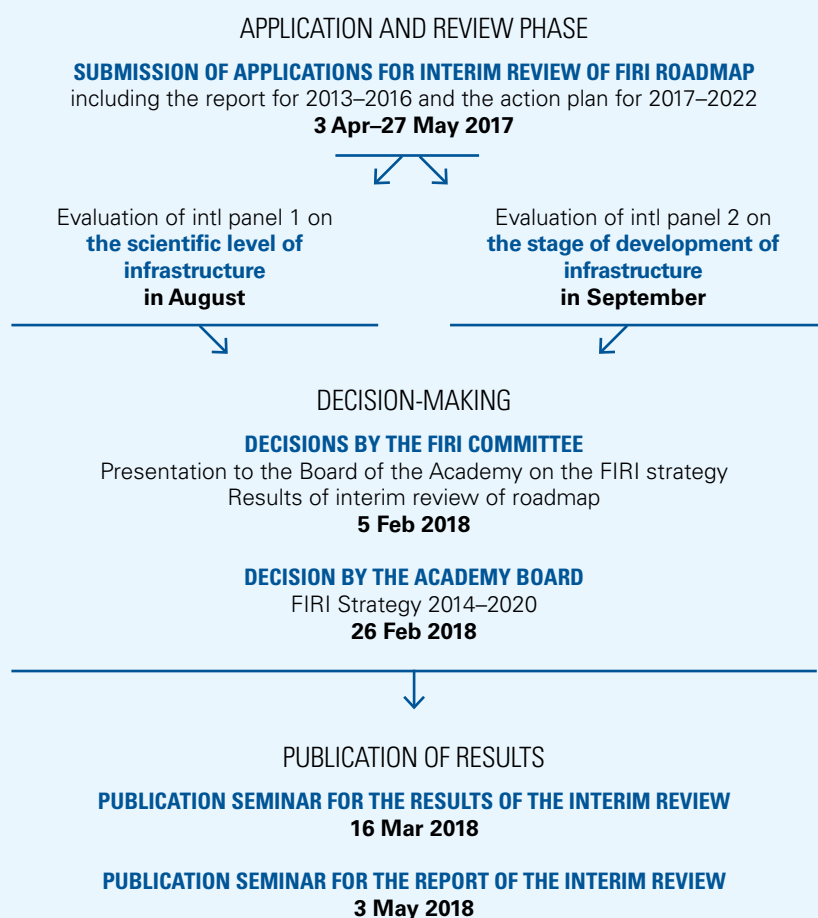 APPLICATION AND REVIEW PHASE
SUBMISSION OF APPLICATIONS FOR INTERIM REVIEW OF FIRI ROADMAP
including the report for 2013–2016 and the action plan for 2017–2022
3 Apr–27 May 2017
Evaluation of intl panel 1 on
the scientific level of
infrastructure
in August
Evaluation of intl panel 2 on
the stage of development of
infrastructure
in September
DECISION-MAKING
DECISIONS BY THE FIRI COMMITTEE
Presentation to the Board of the Academy on the FIRI strategy
Results of interim review of roadmap
5 Feb 2018
DECISION BY THE ACADEMY BOARD
FIRI Strategy 2014–2020
26 Feb 2018
PUBLICATION OF RESULTS
PUBLICATION SEMINAR FOR THE RESULTS OF THE INTERIM REVIEW
16 Mar 2018
PUBLICATION SEMINAR FOR THE REPORT OF THE INTERIM REVIEW
3 May 2018